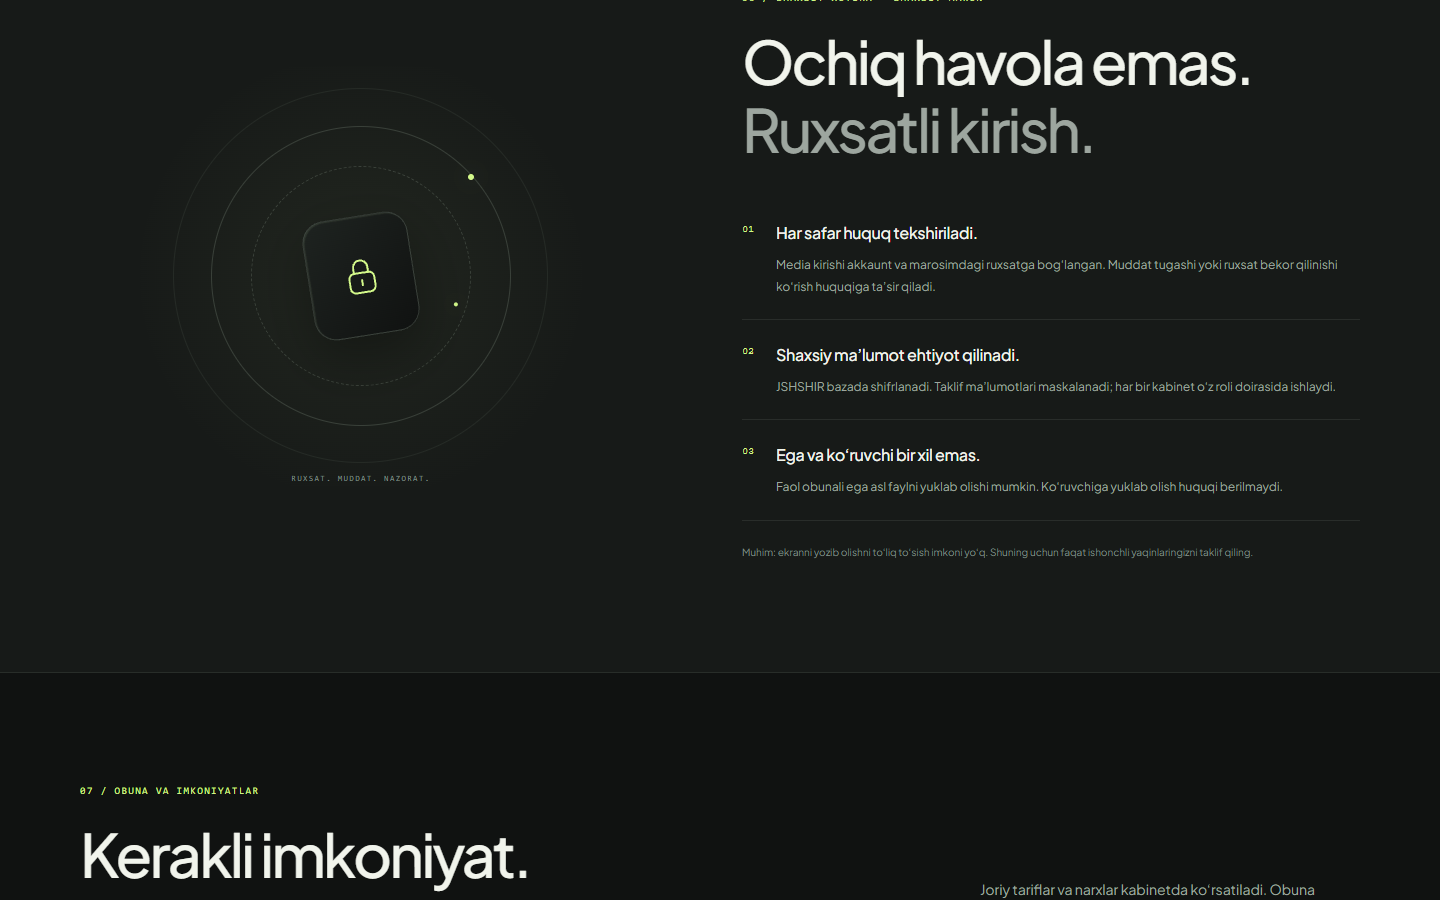 Ochiq havola emas.
Ruxsatli kirish.
01
Har safar huquq tekshiriladi.
Media kirishi akkaunt va marosimdagi ruxsatga bog‘langan. Muddat tugashi yoki ruxsat bekor qilinishi
ko‘rish huquqiga ta’sir qiladi.
02
Shaxsiy ma’lumot ehtiyot qilinadi.
JSHSHIR bazada shifrlanadi. Taklif ma’lumotlari maskalanadi; har bir kabinet o‘z roli doirasida ishlaydi.
03
Ega va ko‘ruvchi bir xil emas.
Faol obunali ega asl faylni yuklab olishi mumkin. Ko‘ruvchiga yuklab olish huquqi berilmaydi.
RUXSAT. MUDDAT. NAZORAT.
Muhim: ekranni yozib olishni to‘liq to‘sish imkoni yo‘q. Shuning uchun faqat ishonchli yaqinlaringizni taklif qiling.
07 / OBUNA VA IMKONIYATLAR
Kerakli imkoniyat.
Joriy tariflar va narxlar kabinetda ko‘rsatiladi. Obuna